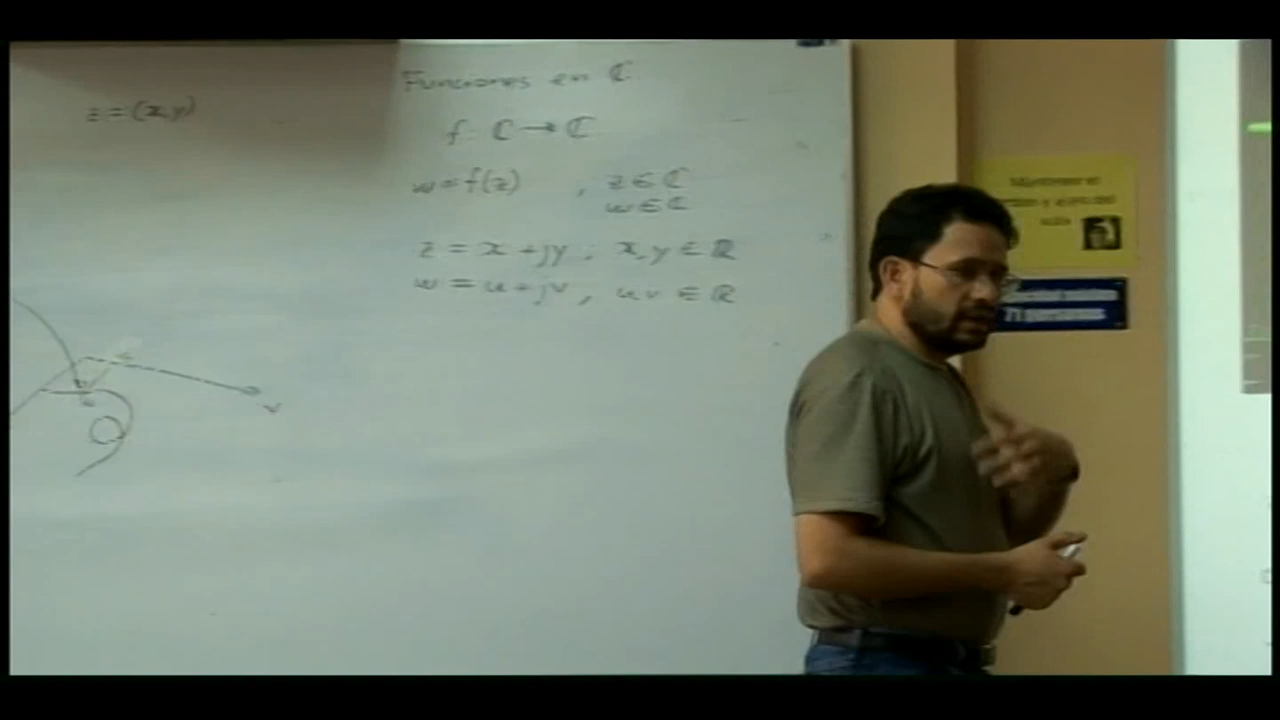 z = (x,y)
Funciones en ℂ
f: ℂ → ℂ
w = f(z) , z ∈ ℂ
w ∈ ℂ
z = x + jy ; x, y ∈ ℝ
w = u + jv , u, v ∈ ℝ
v